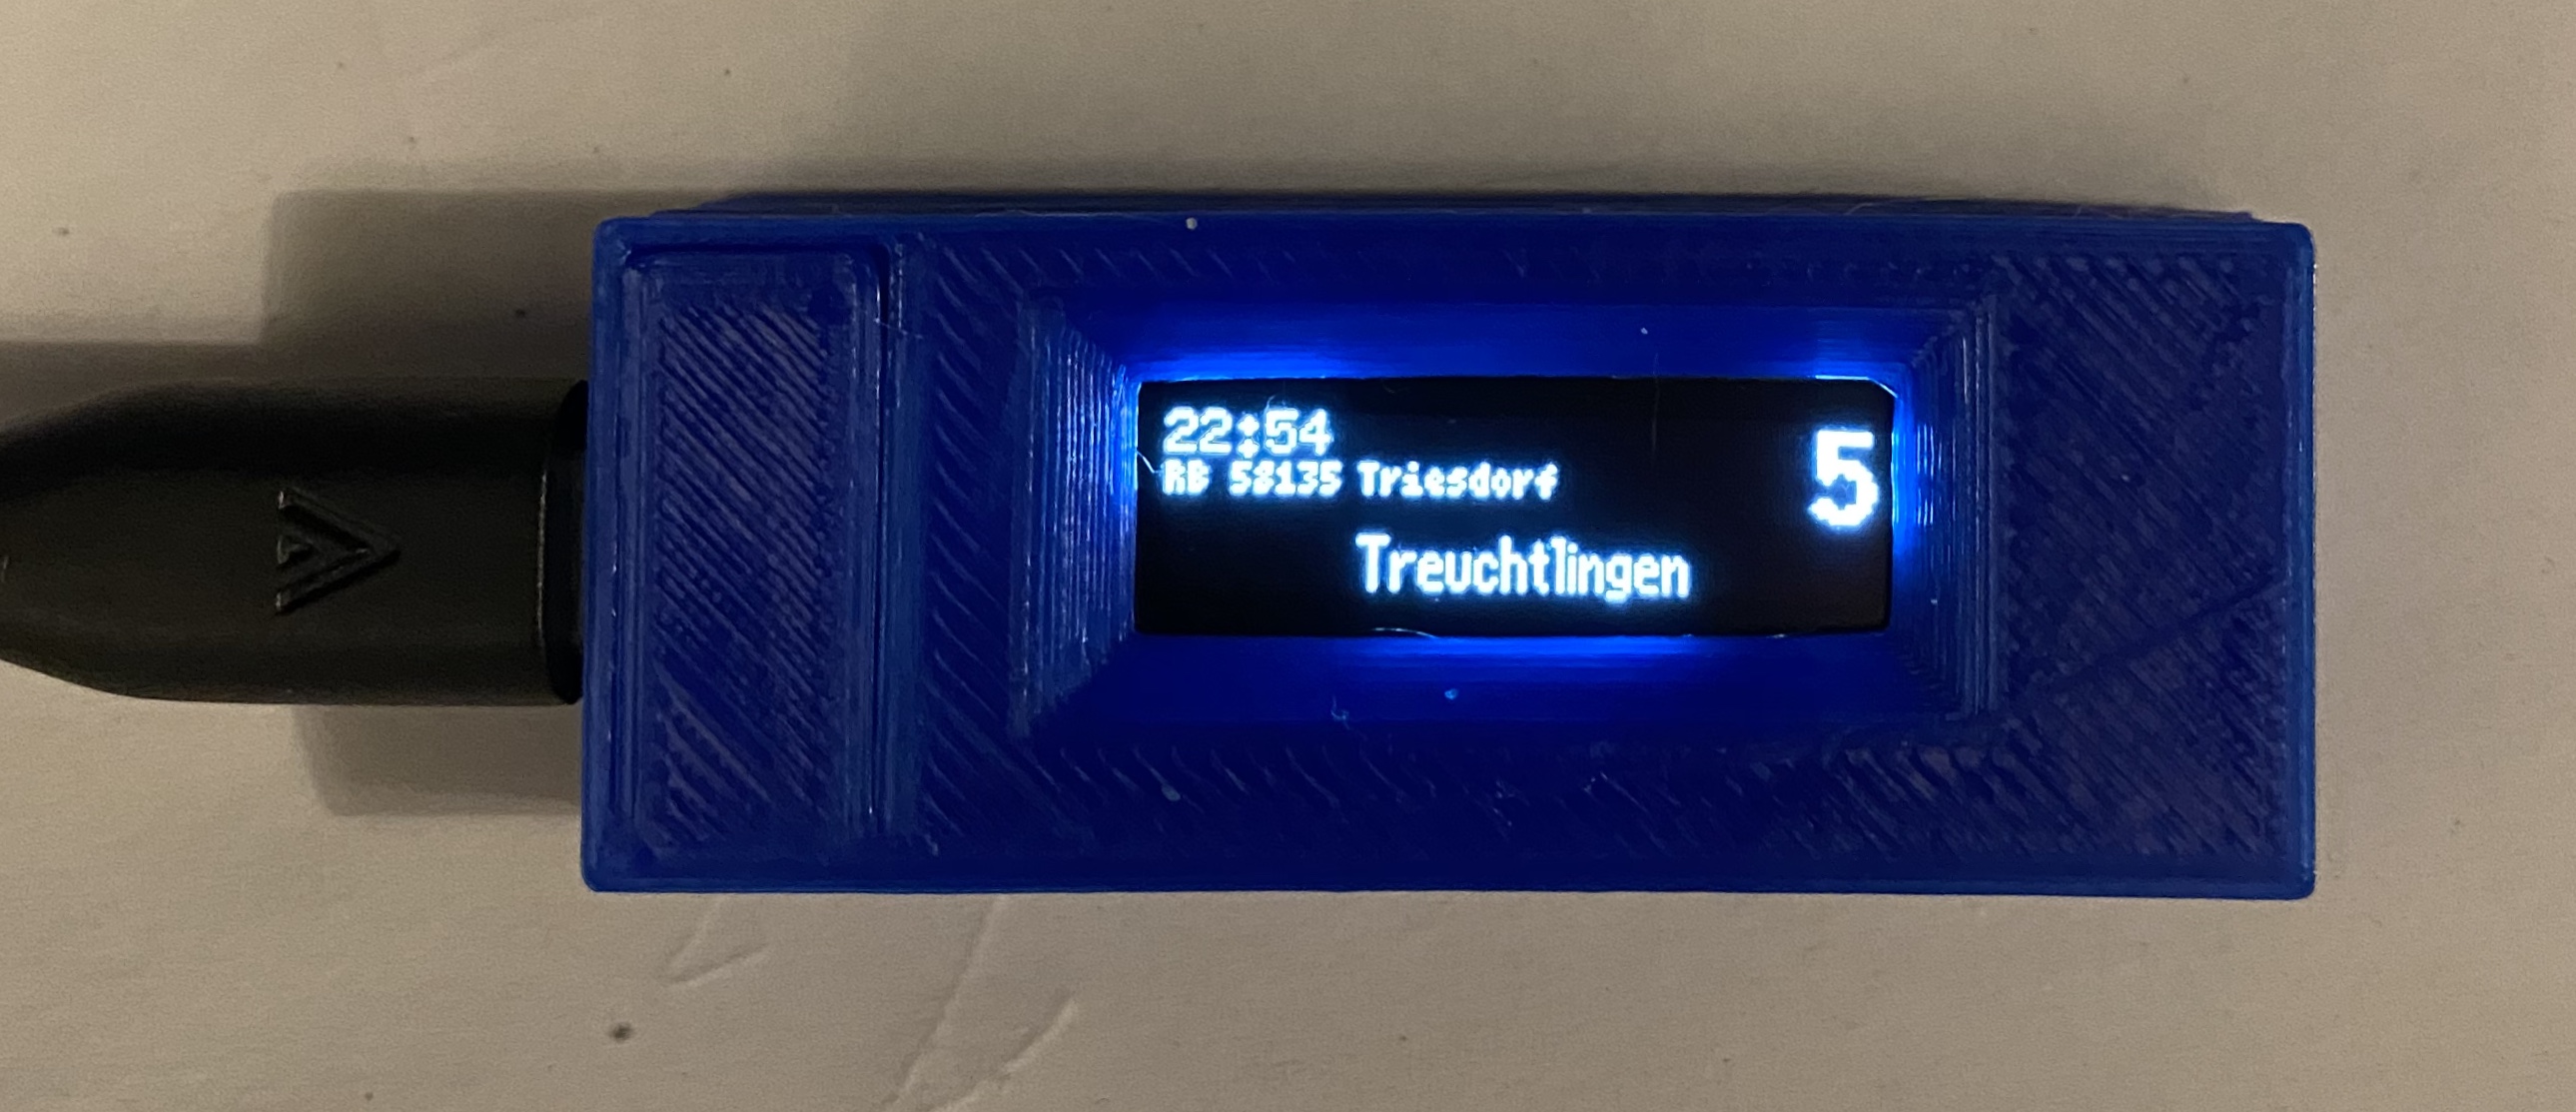 22:54
5
RB 58135 Triesdorf
Treuchtlingen